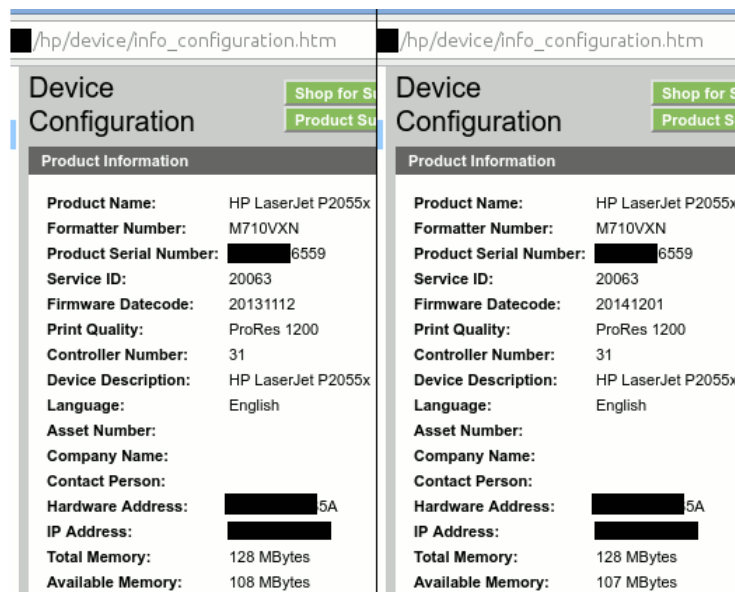 /hp/device/info_configuration.htm
Device
Configuration
Shop for Su
Product Su
Product Information
Product Name: HP LaserJet P2055x
Formatter Number: M710VXN
Product Serial Number: 6559
Service ID: 20063
Firmware Datecode: 20131112
Print Quality: ProRes 1200
Controller Number: 31
Device Description: HP LaserJet P2055x
Language: English
Asset Number:
Company Name:
Contact Person:
Hardware Address: 5A
IP Address:
Total Memory: 128 MBytes
Available Memory: 108 MBytes
/hp/device/info_configuration.htm
Device
Configuration
Shop for S
Product S
Product Information
Product Name: HP LaserJet P2055x
Formatter Number: M710VXN
Product Serial Number: 6559
Service ID: 20063
Firmware Datecode: 20141201
Print Quality: ProRes 1200
Controller Number: 31
Device Description: HP LaserJet P2055x
Language: English
Asset Number:
Company Name:
Contact Person:
Hardware Address: 5A
IP Address:
Total Memory: 128 MBytes
Available Memory: 107 MBytes